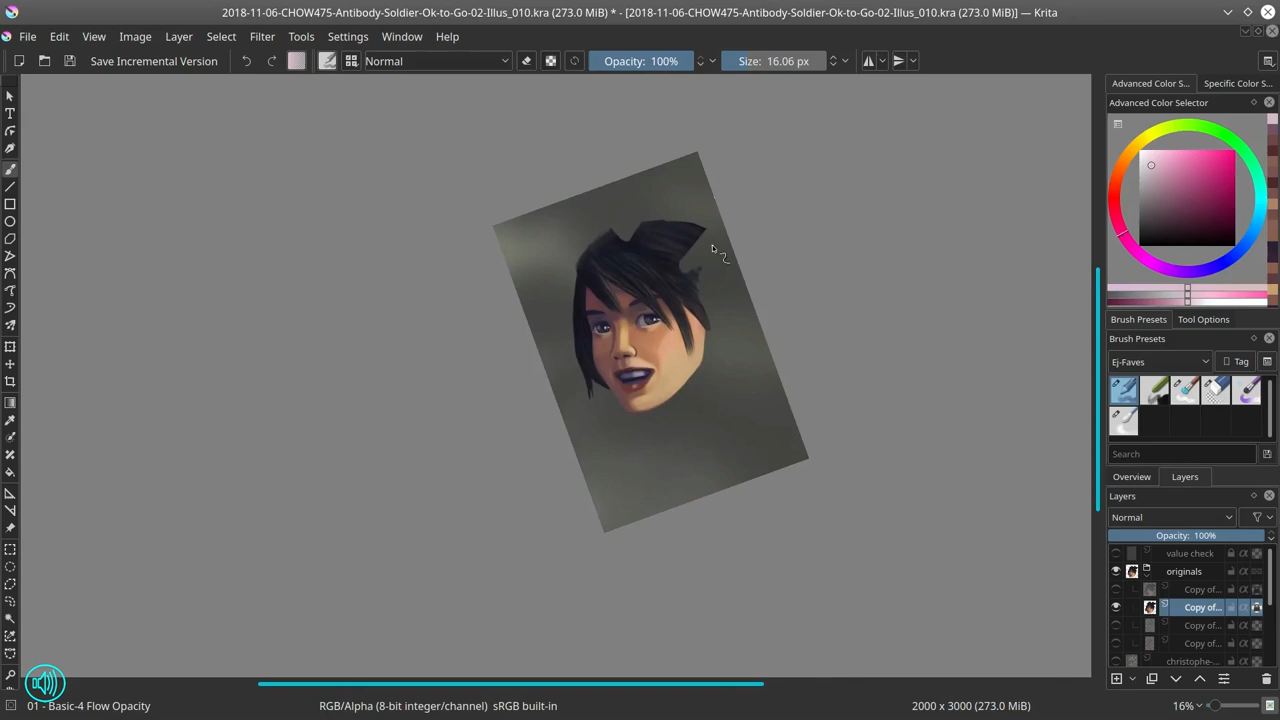 2018-11-06-CHOW475-Antibody-Soldier-Ok-to-Go-02-Illus_010.kra (273.0 MiB) * - [2018-11-06-CHOW475-Antibody-Soldier-Ok-to-Go-02-Illus_010.kra (273.0 MiB)] — Krita
File Edit View Image Layer Select Filter Tools Settings Window Help
Save Incremental Version Normal Opacity: 100% Size: 16.06 px
Advanced Color S... Specific Color S...
Advanced Color Selector
Brush Presets Tool Options
Brush Presets
Ej-Faves Tag
Search
Overview Layers
Layers
Normal
Opacity: 100%
value check
originals
Copy of...
Copy of...
Copy of...
Copy of...
christophe-...
01 - Basic-4 Flow Opacity RGB/Alpha (8-bit integer/channel) sRGB built-in 2000 x 3000 (273.0 MiB) 16%